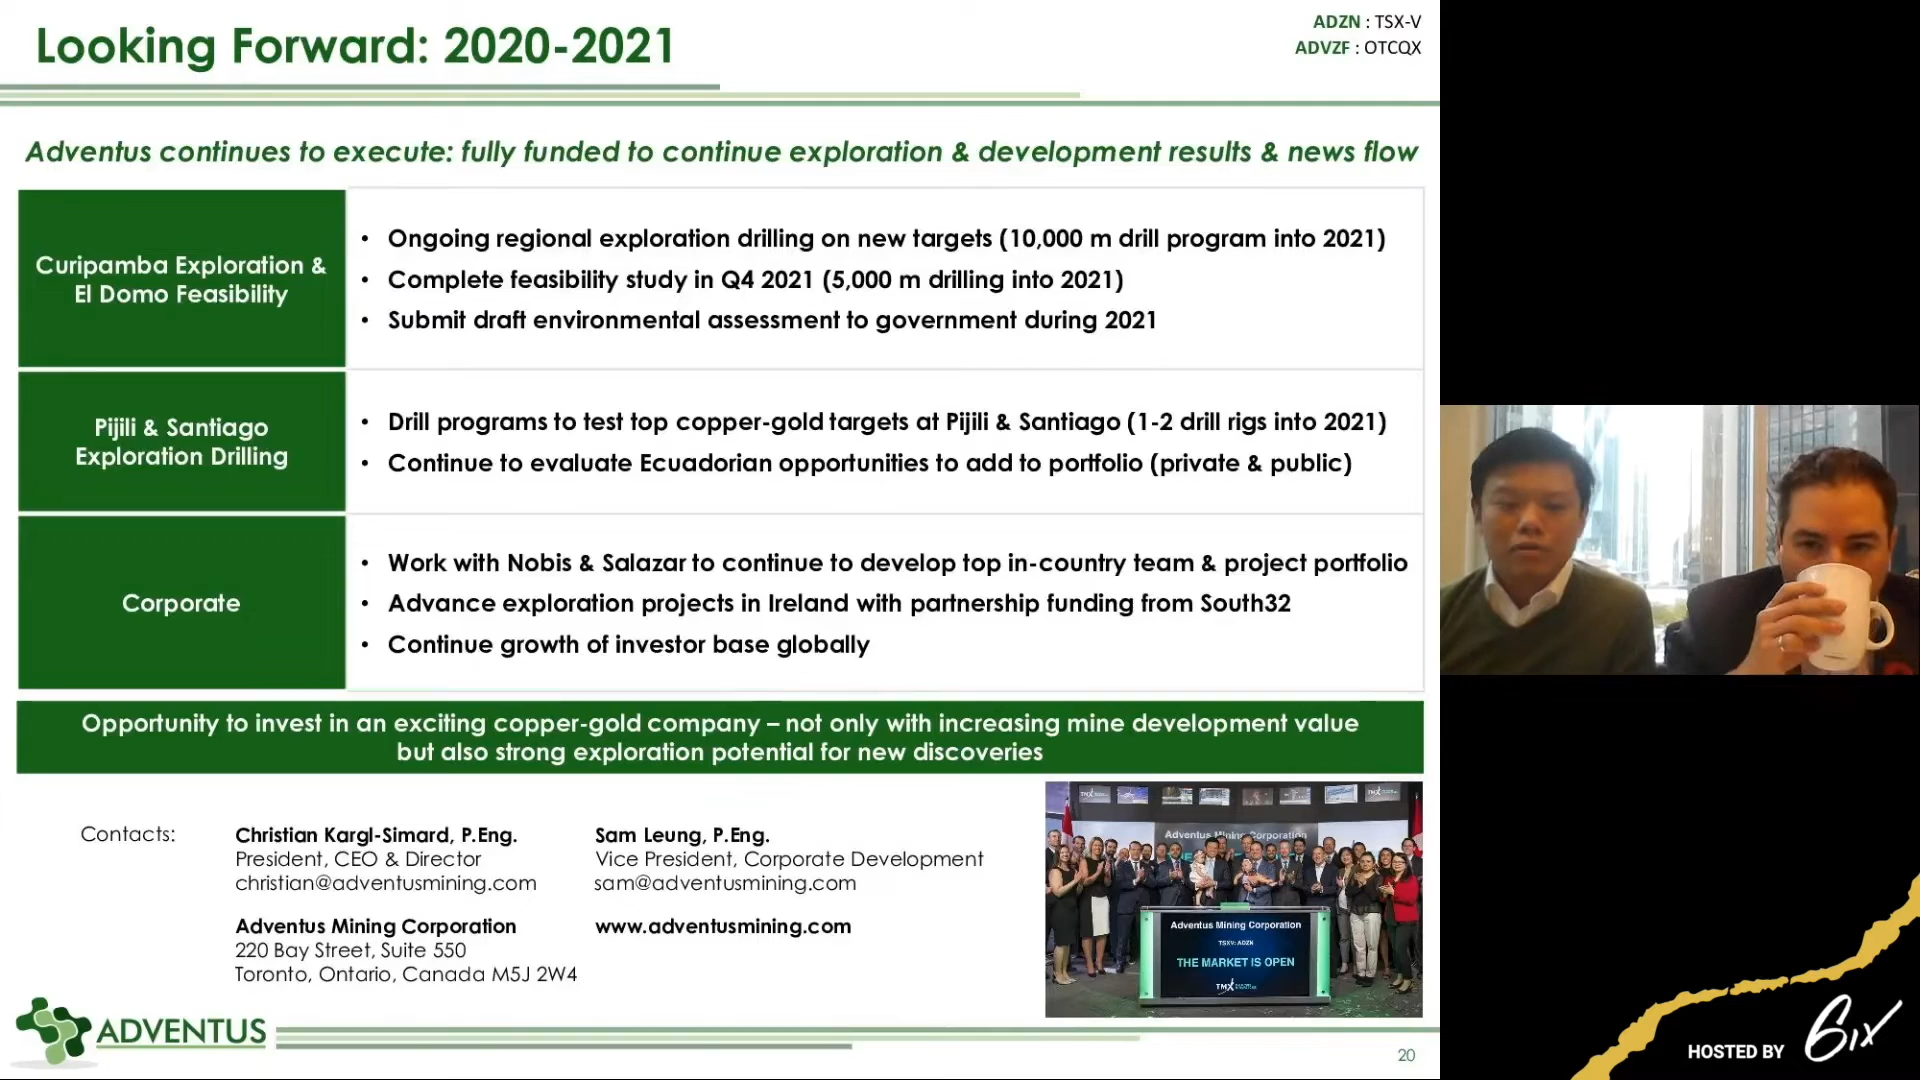 Looking Forward: 2020-2021
ADZN : TSX-V
ADVZF : OTCQX
Adventus continues to execute: fully funded to continue exploration & development results & news flow
Curipamba Exploration &
El Domo Feasibility
• Ongoing regional exploration drilling on new targets (10,000 m drill program into 2021)
• Complete feasibility study in Q4 2021 (5,000 m drilling into 2021)
• Submit draft environmental assessment to government during 2021
Pijili & Santiago
Exploration Drilling
• Drill programs to test top copper-gold targets at Pijili & Santiago (1-2 drill rigs into 2021)
• Continue to evaluate Ecuadorian opportunities to add to portfolio (private & public)
Corporate
• Work with Nobis & Salazar to continue to develop top in-country team & project portfolio
• Advance exploration projects in Ireland with partnership funding from South32
• Continue growth of investor base globally
Opportunity to invest in an exciting copper-gold company – not only with increasing mine development value
but also strong exploration potential for new discoveries
Contacts:
Christian Kargl-Simard, P.Eng.
President, CEO & Director
christian@adventusmining.com
Sam Leung, P.Eng.
Vice President, Corporate Development
sam@adventusmining.com
Adventus Mining Corporation
220 Bay Street, Suite 550
Toronto, Ontario, Canada M5J 2W4
www.adventusmining.com
Adventus Mining Corporation
Adventus Mining Corporation
TSXV: ADZN
THE MARKET IS OPEN
TMX
ADVENTUS
20
HOSTED BY 6ix